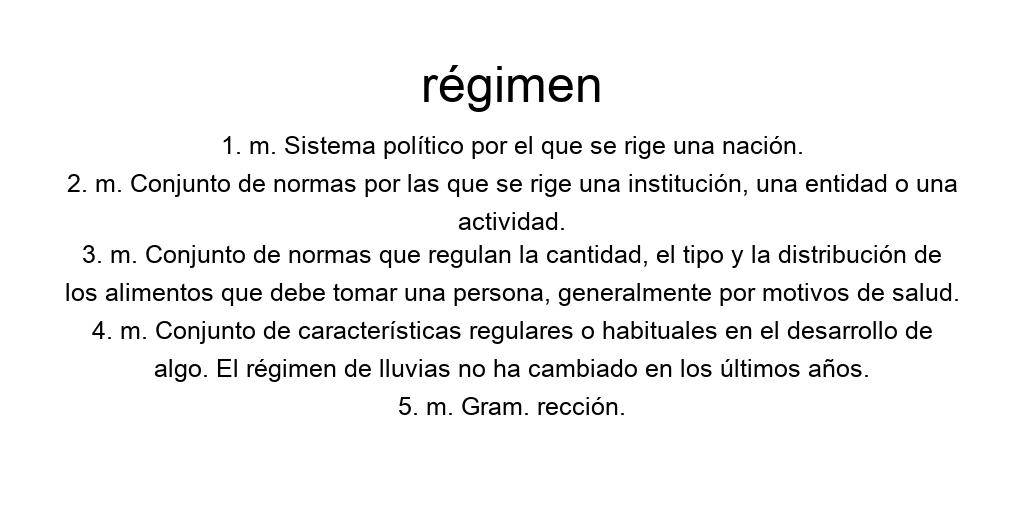 régimen
1. m. Sistema político por el que se rige una nación.
2. m. Conjunto de normas por las que se rige una institución, una entidad o una
actividad.
3. m. Conjunto de normas que regulan la cantidad, el tipo y la distribución de
los alimentos que debe tomar una persona, generalmente por motivos de salud.
4. m. Conjunto de características regulares o habituales en el desarrollo de
algo. El régimen de lluvias no ha cambiado en los últimos años.
5. m. Gram. rección.